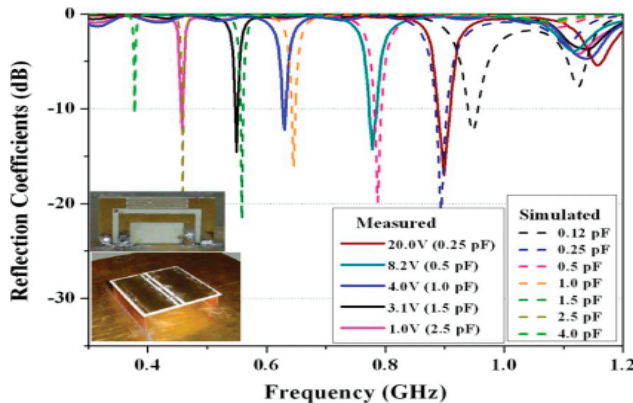 Reflection Coefficients (dB)
0
-10
-20
-30
Measured
20.0V (0.25 pF)
8.2V (0.5 pF)
4.0V (1.0 pF)
3.1V (1.5 pF)
1.0V (2.5 pF)
Simulated
0.12 pF
0.25 pF
0.5 pF
1.0 pF
1.5 pF
2.5 pF
4.0 pF
0.4 0.6 0.8 1.0 1.2
Frequency (GHz)